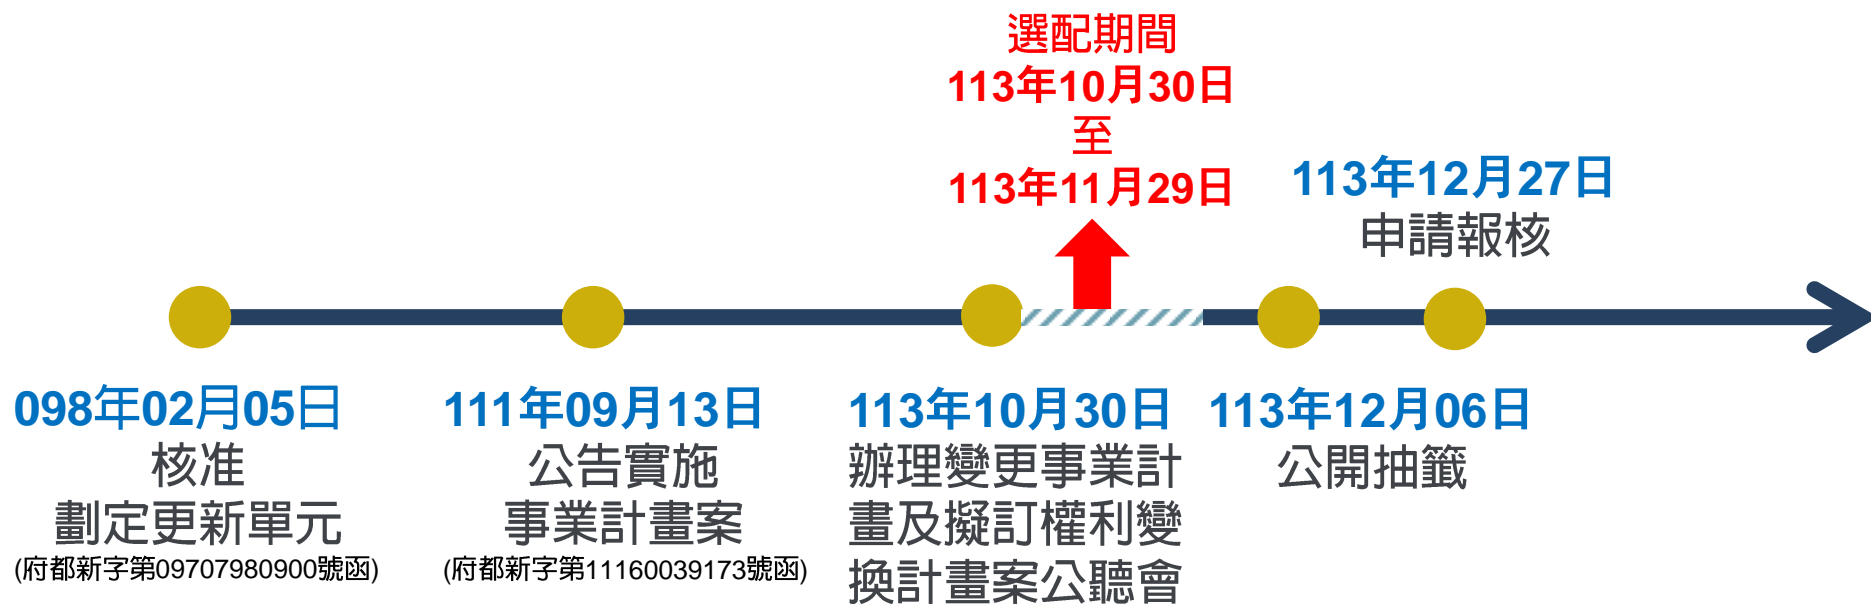 選配期間
113年10月30日
至
113年11月29日
113年12月27日
申請報核
098年02月05日
核准
劃定更新單元
(府都新字第09707980900號函)
111年09月13日
公告實施
事業計畫案
(府都新字第11160039173號函)
113年10月30日
辦理變更事業計
畫及擬訂權利變
換計畫案公聽會
113年12月06日
公開抽籤